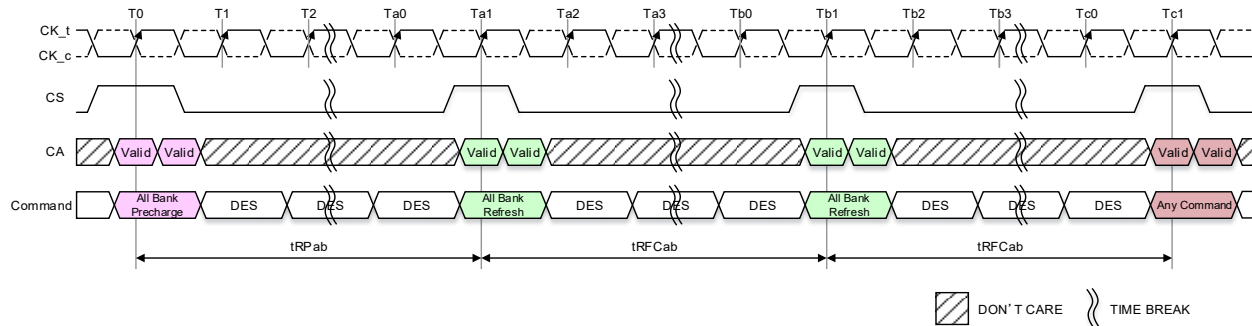 T0 T1 T2 Ta0 Ta1 Ta2 Ta3 Tb0 Tb1 Tb2 Tb3 Tc0 Tc1
CK_t
CK_c
CS
CA Valid Valid Valid Valid Valid Valid Valid Valid
Command All Bank Precharge DES DES DES All Bank Refresh DES DES DES All Bank Refresh DES DES DES Any Command
tRPab tRFCab tRFCab
DON'T CARE TIME BREAK